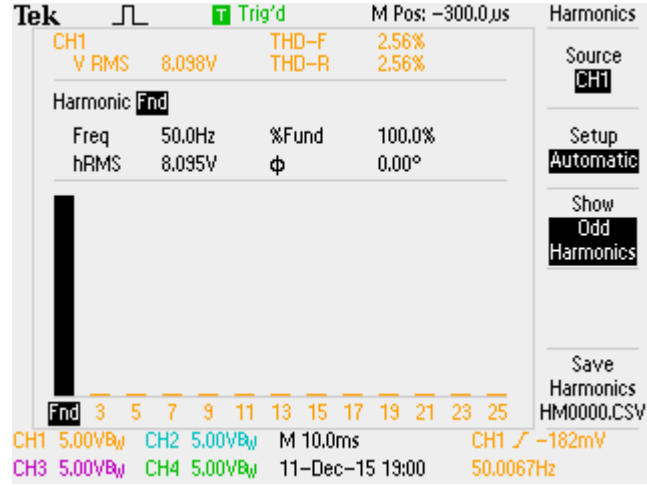 Tek T Trig'd M Pos: -300.0µs Harmonics
CH1 THD-F 2.56%
V RMS 8.098V THD-R 2.56%
Source
CH1
Harmonic Fnd
Freq 50.0Hz %Fund 100.0%
hRMS 8.095V ϕ 0.00°
Setup
Automatic
Show
Odd
Harmonics
Save
Harmonics
HM0000.CSV
Fnd 3 5 7 9 11 13 15 17 19 21 23 25
CH1 5.00VBW CH2 5.00VBW M 10.0ms CH1 -182mV
CH3 5.00VBW CH4 5.00VBW 11-Dec-15 19:00 50.0067Hz